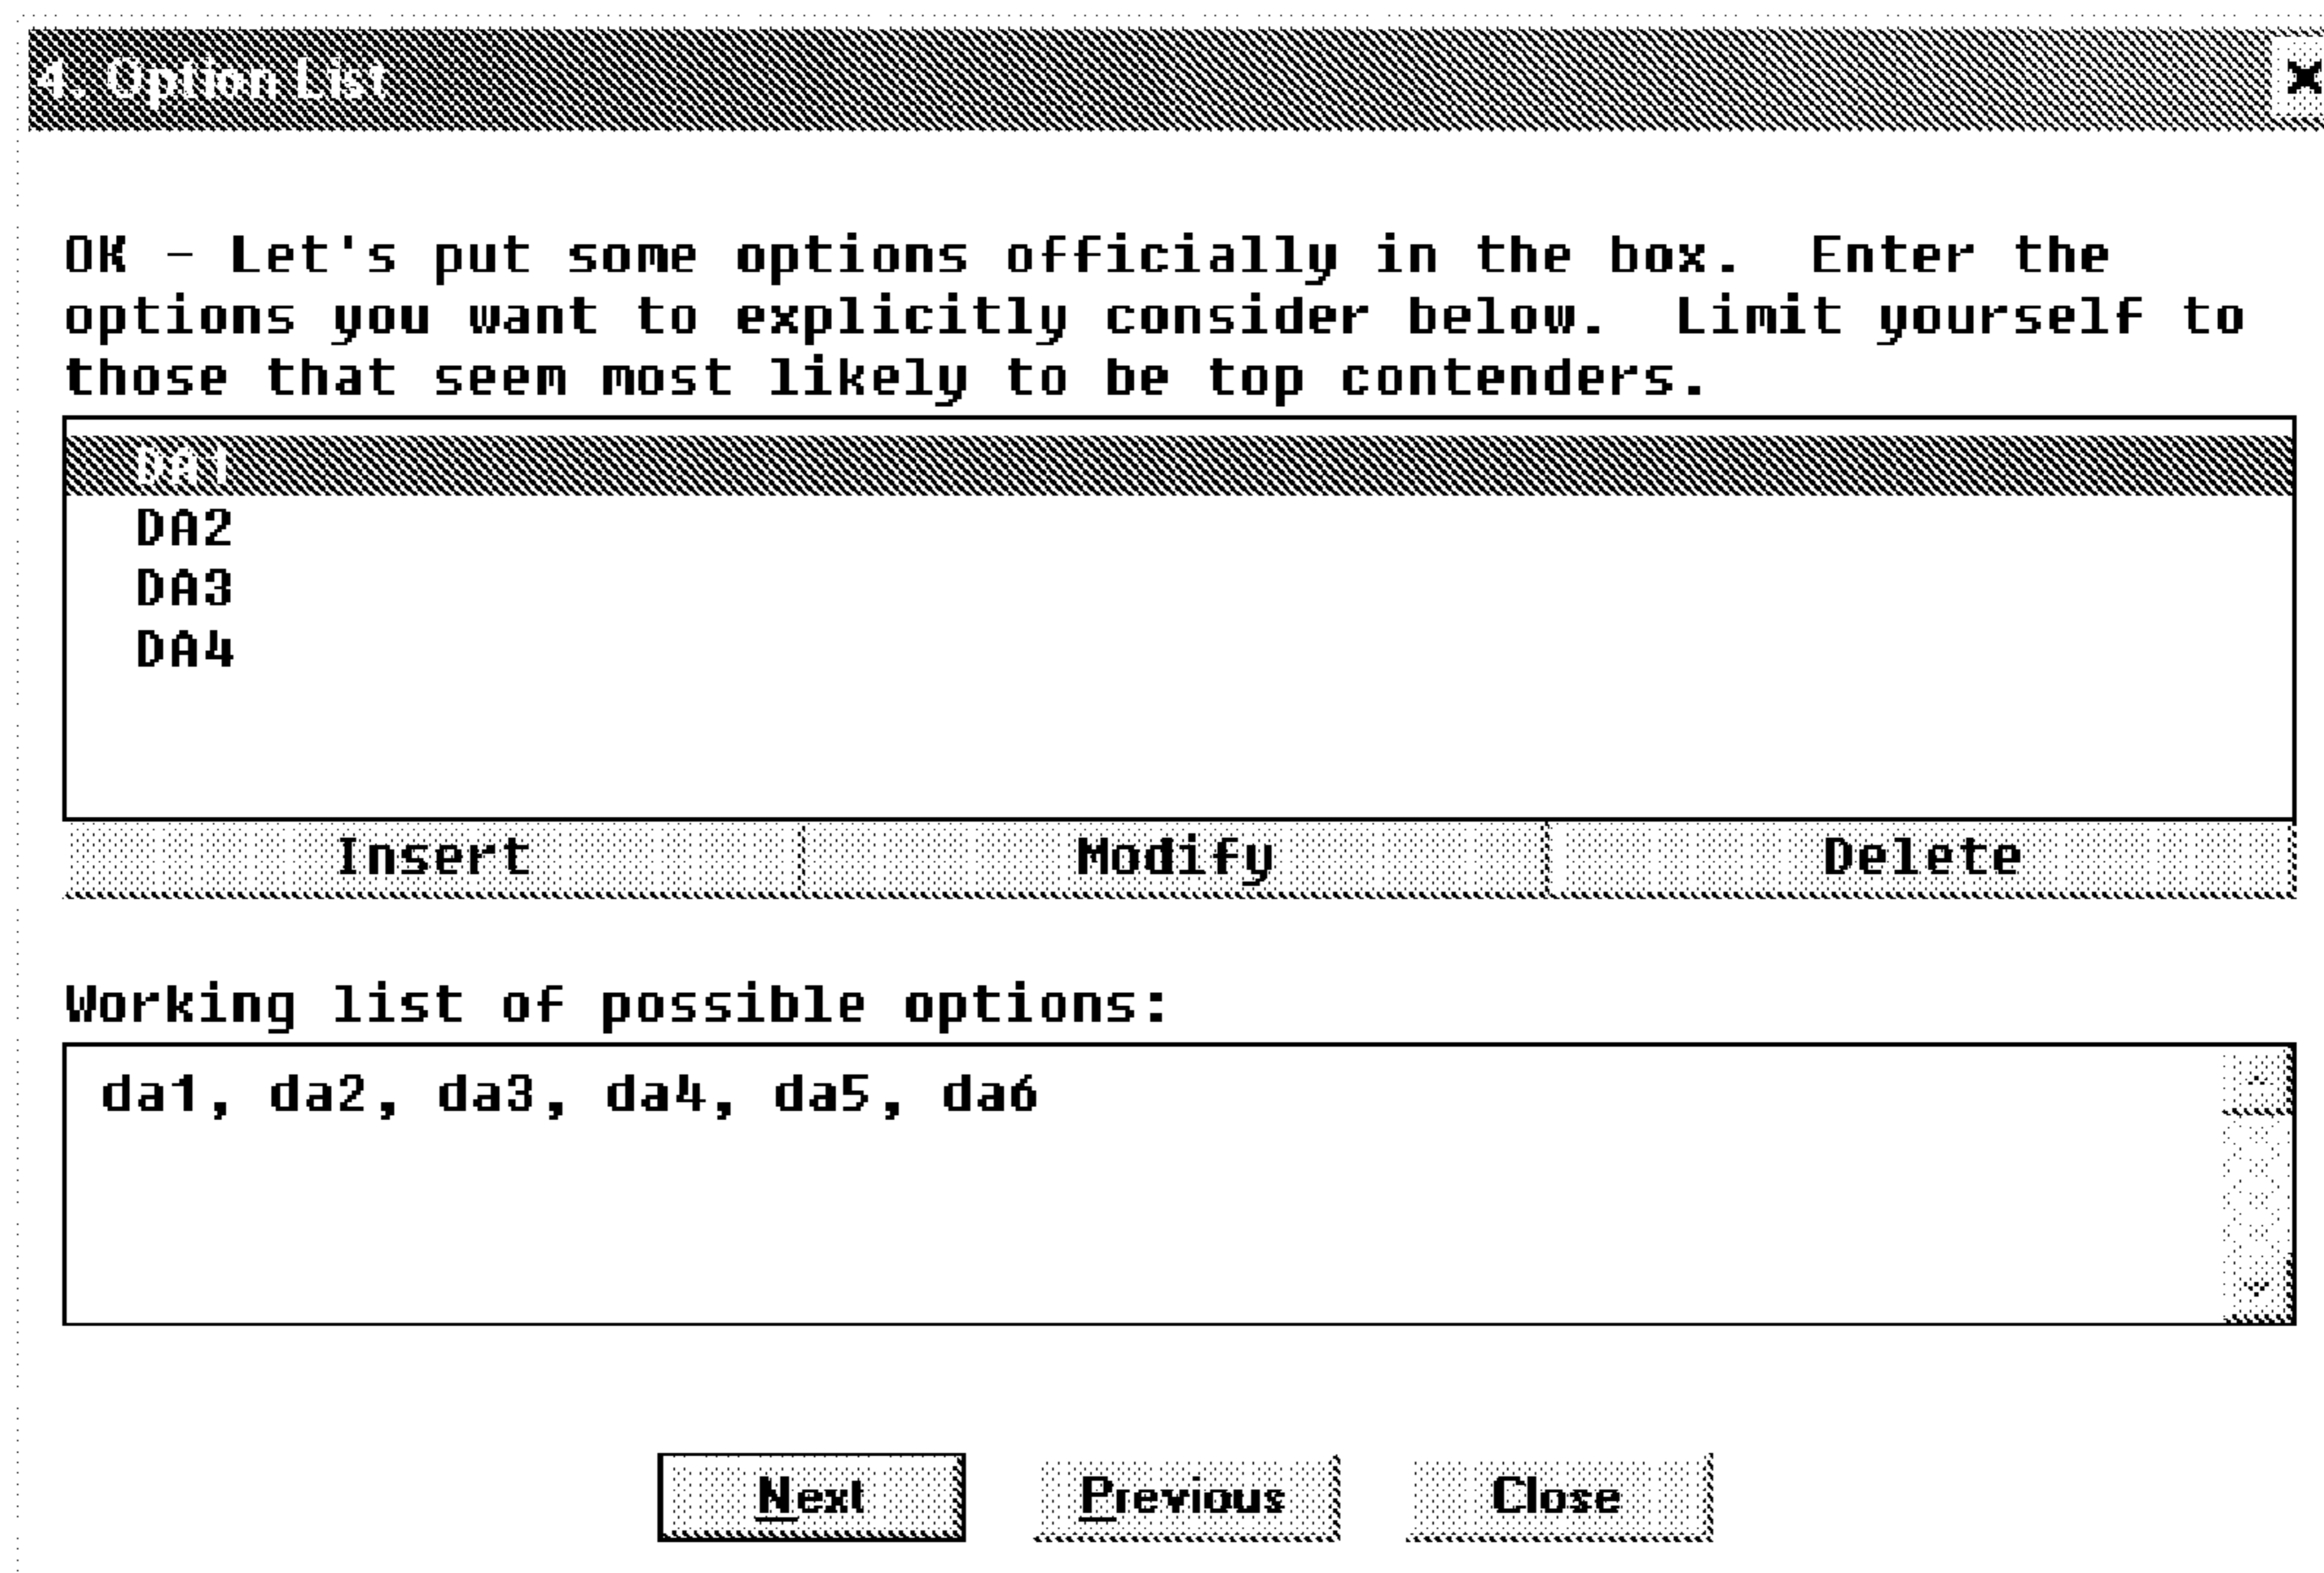 4. Option List
OK - Let's put some options officially in the box.  Enter the
options you want to explicitly consider below.  Limit yourself to
those that seem most likely to be top contenders.
DA1
DA2
DA3
DA4
Insert Modify Delete
Working list of possible options:
da1, da2, da3, da4, da5, da6
Next Previous Close